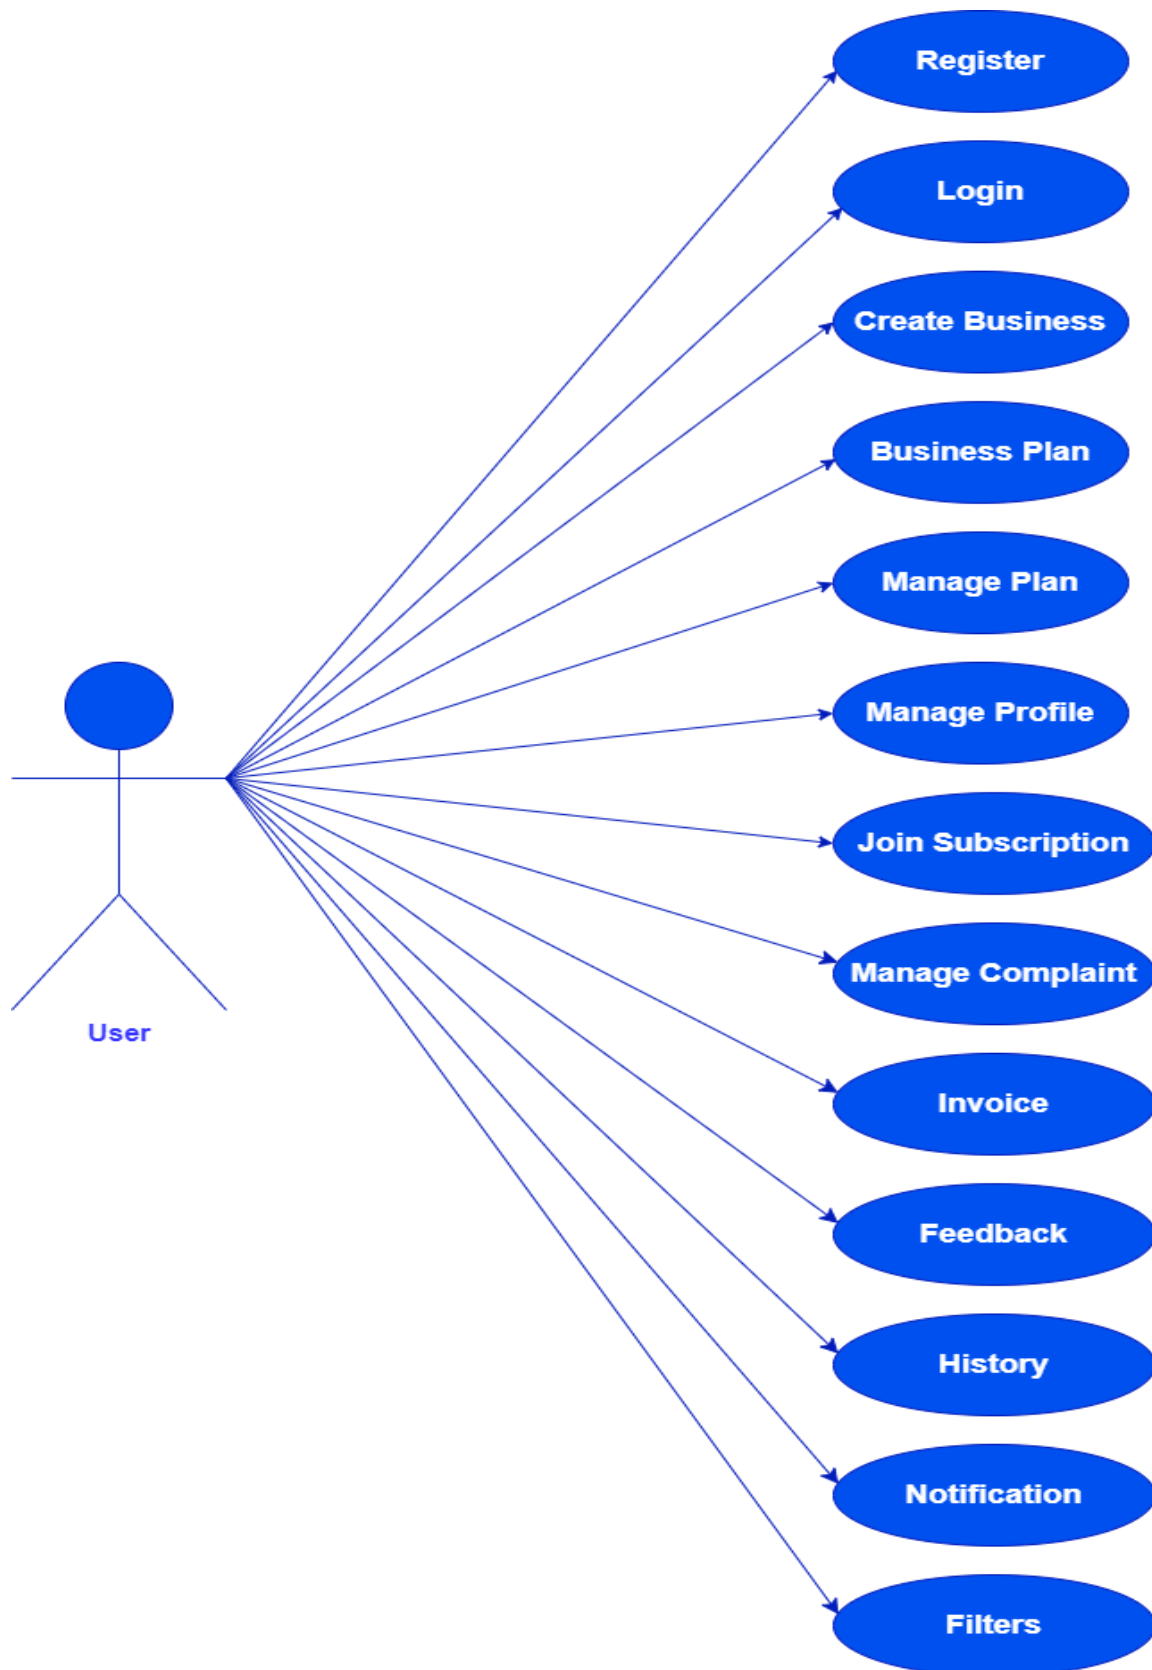 Register
Login
Create Business
Business Plan
Manage Plan
Manage Profile
Join Subscription
Manage Complaint
User
Invoice
Feedback
History
Notification
Filters